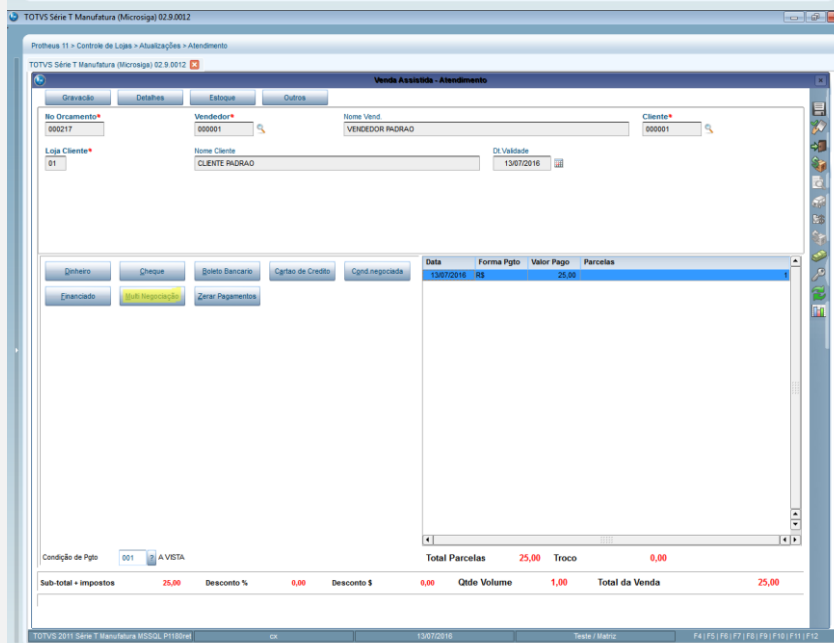 TOTVS Série T Manufatura (Microsiga) 02.9.0012
Protheus 11 > Controle de Lojas > Atualizações > Atendimento
TOTVS Série T Manufatura (Microsiga) 02.9.0012
Venda Assistida - Atendimento
Gravacão Detalhes Estoque Outros
No Orcamento* Vendedor* Nome Vend. Cliente*
000217 000001 VENDEDOR PADRAO 000001
Loja Cliente* Nome Cliente Dt.Validade
01 CLIENTE PADRAO 13/07/2016
Dinheiro Cheque Boleto Bancario Cartao de Credito Cond.negociada
Financiado Multi Negociação Zerar Pagamentos
Data Forma Pgto Valor Pago Parcelas
13/07/2016 R$ 25,00 1
Condição de Pgto 001 ? A VISTA
Total Parcelas 25,00 Troco 0,00
Sub-total + impostos 25,00 Desconto % 0,00 Desconto $ 0,00 Qtde Volume 1,00 Total da Venda 25,00
TOTVS 2011 Série T Manufatura MSSQL P1180ret cx 13/07/2016 Teste / Matriz F4 | F5 | F6 | F7 | F8 | F9 | F10 | F11 | F12